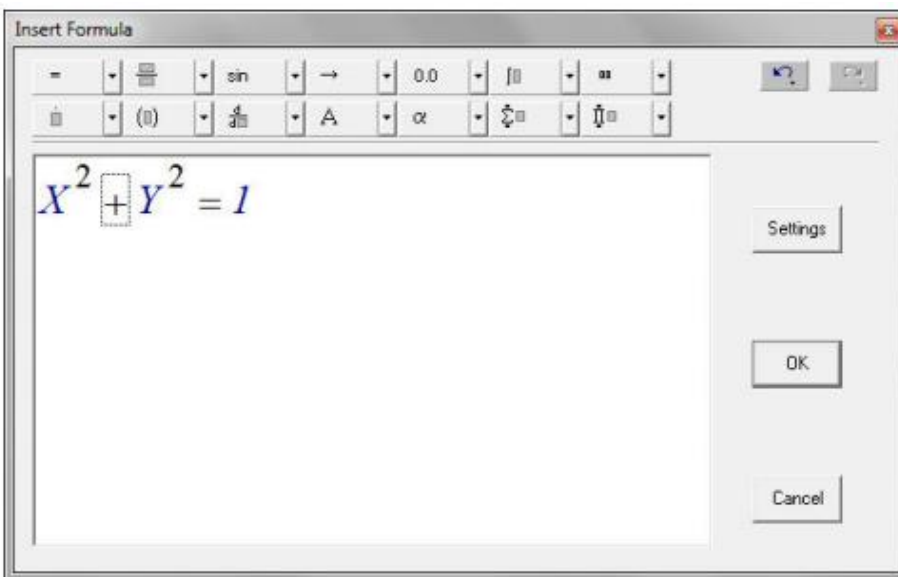 Insert Formula
= sin → 0.0 ∫
(▯) A α Σ ∏
X² + Y² = 1
Settings
OK
Cancel